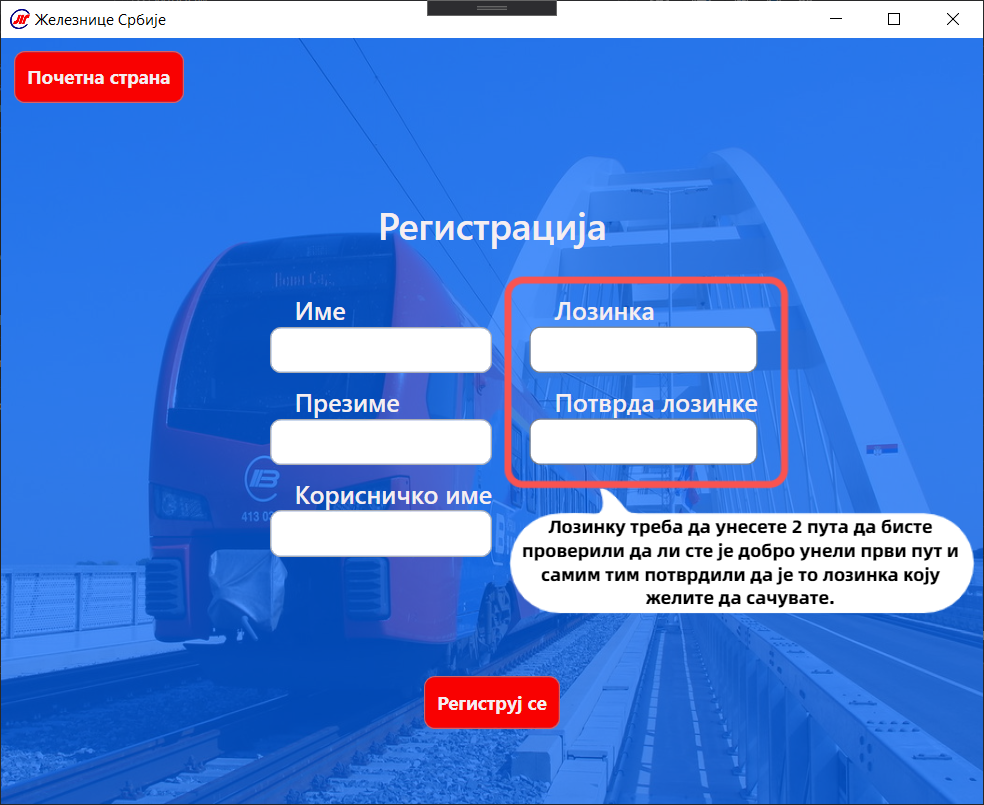 Железнице Србије
Почетна страна
Регистрација
Име
Презиме
Корисничко име
Лозинка
Потврда лозинке
Лозинку треба да унесете 2 пута да бисте
проверили да ли сте је добро унели први пут и
самим тим потврдили да је то лозинка коју
желите да сачувате.
Региструј се